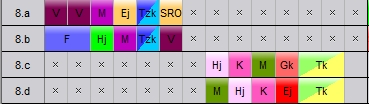 8.a V V M Ej Tzk SRO × × × × × × × ×
8.b F Hj M Tzk V × × × × × × × ×
8.c × × × × × × × Hj K M Gk Tk
8.d × × × × × × × M Hj K Ej Tk